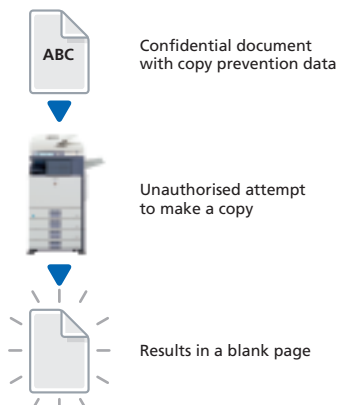 ABC
Confidential document
with copy prevention data
Unauthorised attempt
to make a copy
Results in a blank page